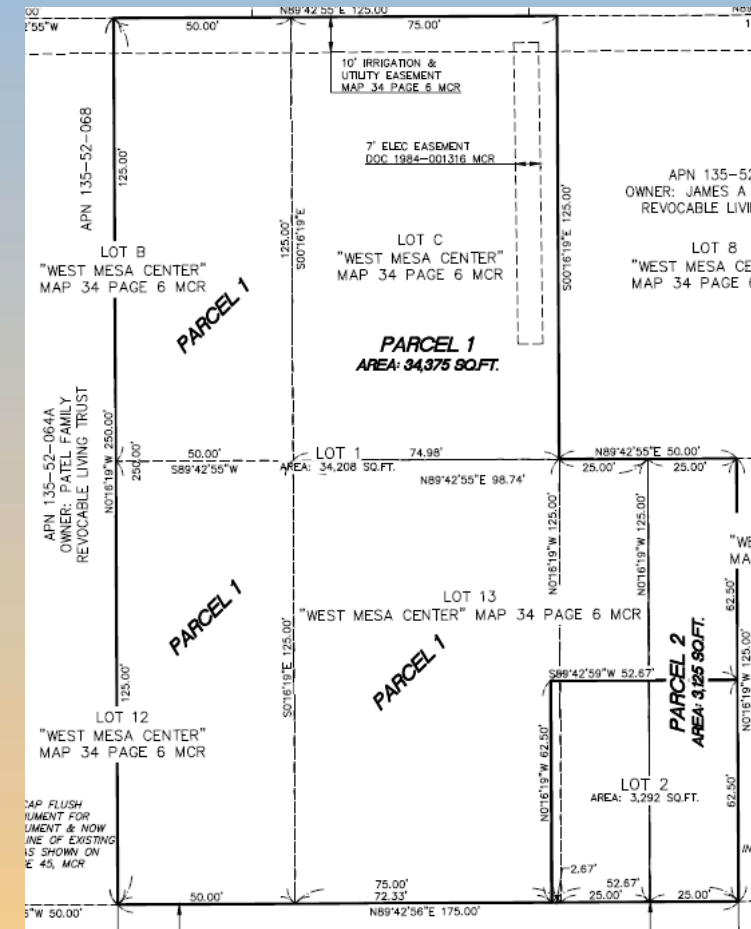 N89°42'55"E 125.00'
'55"W
50.00'
75.00'
10' IRRIGATION &
UTILITY EASEMENT
MAP 34 PAGE 6 MCR
7' ELEC EASEMENT
DOC 1984-001316 MCR
APN 135-52-068
125.00'
125.00'
S00°16'19"E
S00°16'19"E 125.00'
APN 135-52
OWNER: JAMES A
REVOCABLE LIVI
LOT B
"WEST MESA CENTER"
MAP 34 PAGE 6 MCR
LOT C
"WEST MESA CENTER"
MAP 34 PAGE 6 MCR
LOT 8
"WEST MESA CE
MAP 34 PAGE 6
PARCEL 1
PARCEL 1
AREA: 34,375 SQ.FT.
APN 135-52-064A
OWNER: PATEL FAMILY
REVOCABLE LIVING TRUST
N0°16'19"W 250.00'
250.00'
50.00'
S89°42'55"W
LOT 1
AREA: 34,208 SQ.FT.
74.98'
N89°42'55"E 98.74'
N89°42'55"E 50.00'
25.00'
25.00'
N0°16'19"W 125.00'
N0°16'19"W 125.00'
"WE
MA
62.50'
LOT 13
"WEST MESA CENTER" MAP 34 PAGE 6 MCR
PARCEL 1
PARCEL 1
S0°16'19"E 125.00'
125.00'
PARCEL 2
AREA: 3,125 SQ.FT.
N0°16'19"W 125.00'
S89°42'59"W 52.67'
LOT 12
"WEST MESA CENTER"
MAP 34 PAGE 6 MCR
N0°16'19"W 62.50'
LOT 2
AREA: 3,292 SQ.FT.
62.50'
CAP FLUSH
UMENT FOR
UMENT & NOW
LINE OF EXISTING
AS SHOWN ON
E 45, MCR
IN
2.67'
"W 50.00'
50.00'
75.00'
72.33'
N89°42'56"E 175.00'
52.67'
25.00'
25.00'